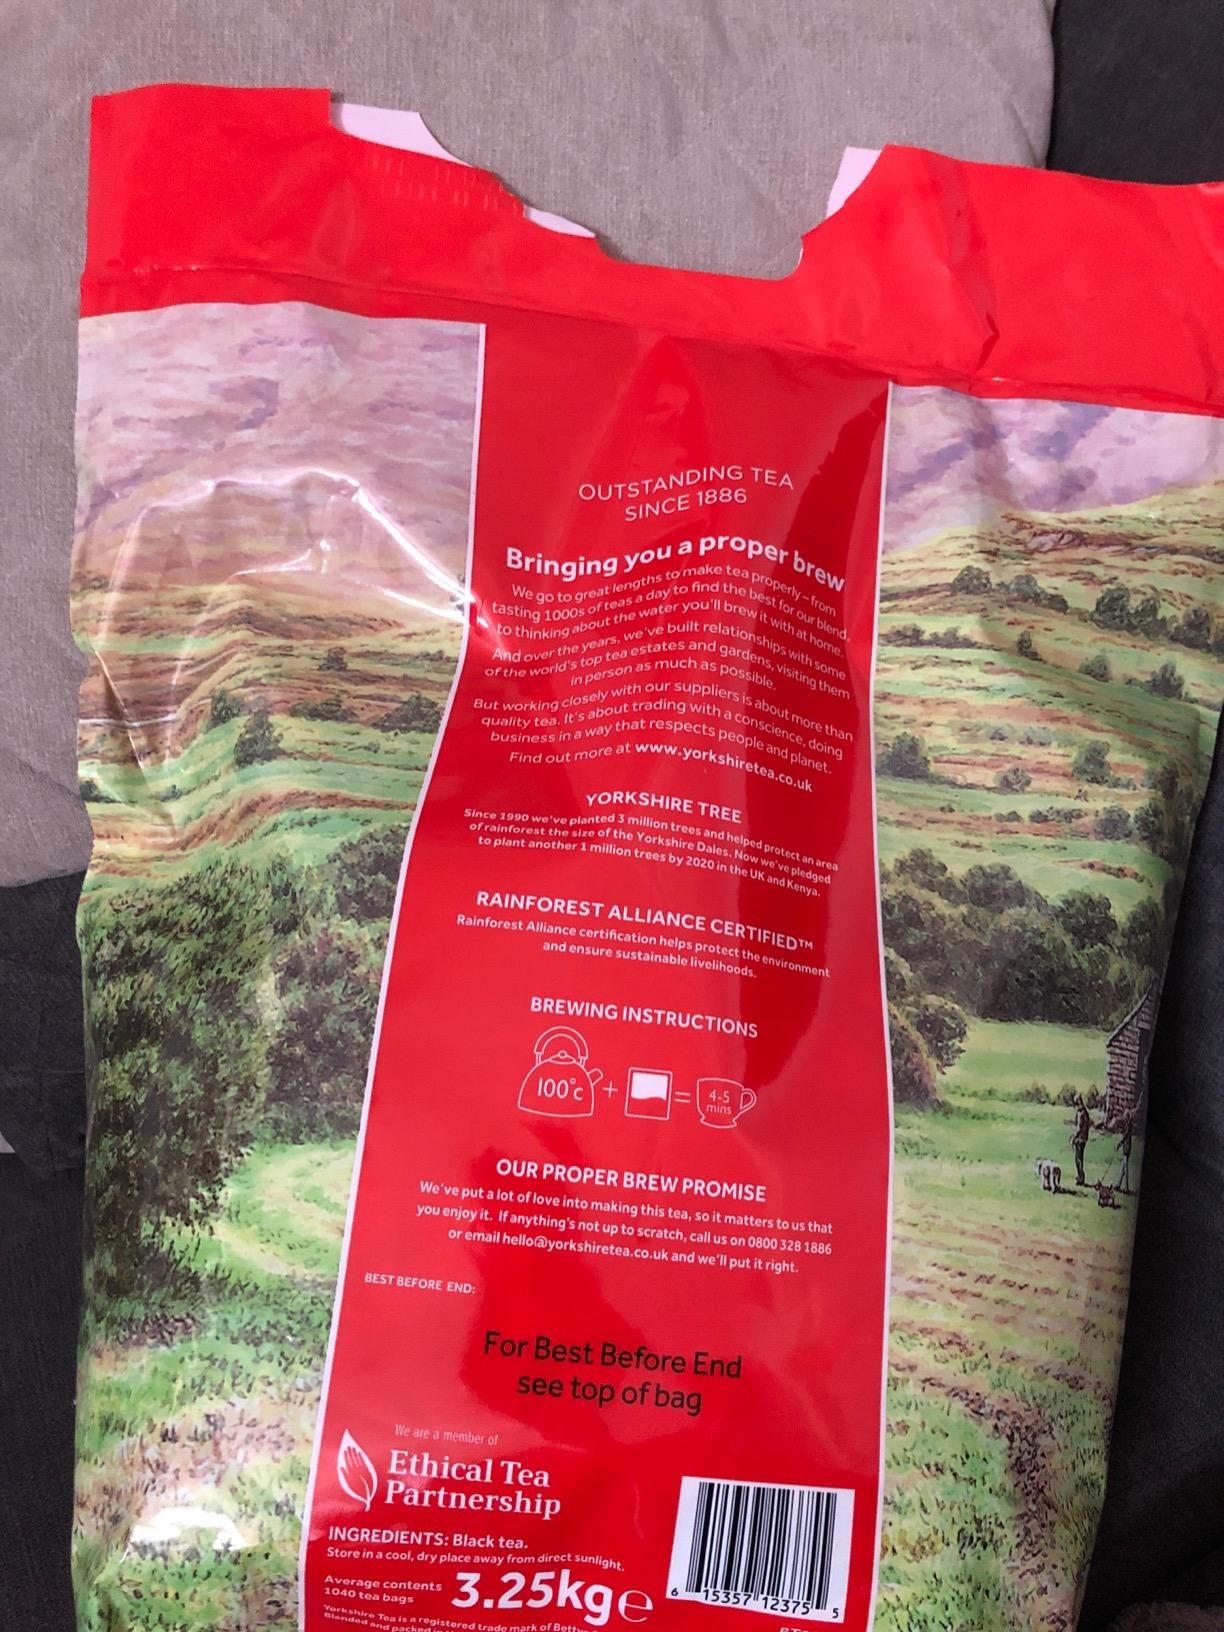 OUTSTANDING TEA
SINCE 1886
Bringing you a proper brew
We go to great lengths to make tea properly – from
tasting 1000s of teas a day to find the best for our blend,
to thinking about the water you'll brew it with at home.
And over the years, we've built relationships with some
of the world's top tea estates and gardens, visiting them
in person as much as possible.
But working closely with our suppliers is about more than
quality tea. It's about trading with a conscience, doing
business in a way that respects people and planet.
Find out more at www.yorkshiretea.co.uk
YORKSHIRE TREE
Since 1990 we've planted 3 million trees and helped protect an area
of rainforest the size of the Yorkshire Dales. Now we've pledged
to plant another 1 million trees by 2020 in the UK and Kenya.
RAINFOREST ALLIANCE CERTIFIED™
Rainforest Alliance certification helps protect the environment
and ensure sustainable livelihoods.
BREWING INSTRUCTIONS
100°c + = 4-5
mins
OUR PROPER BREW PROMISE
We've put a lot of love into making this tea, so it matters to us that
you enjoy it. If anything's not up to scratch, call us on 0800 328 1886
or email hello@yorkshiretea.co.uk and we'll put it right.
BEST BEFORE END:
For Best Before End
see top of bag
We are a member of
Ethical Tea
Partnership
INGREDIENTS: Black tea.
Store in a cool, dry place away from direct sunlight.
Average contents
1040 tea bags
3.25kg e
6 15357 12375 5
Yorkshire Tea is a registered trade mark of Bettys
Blended and packed in